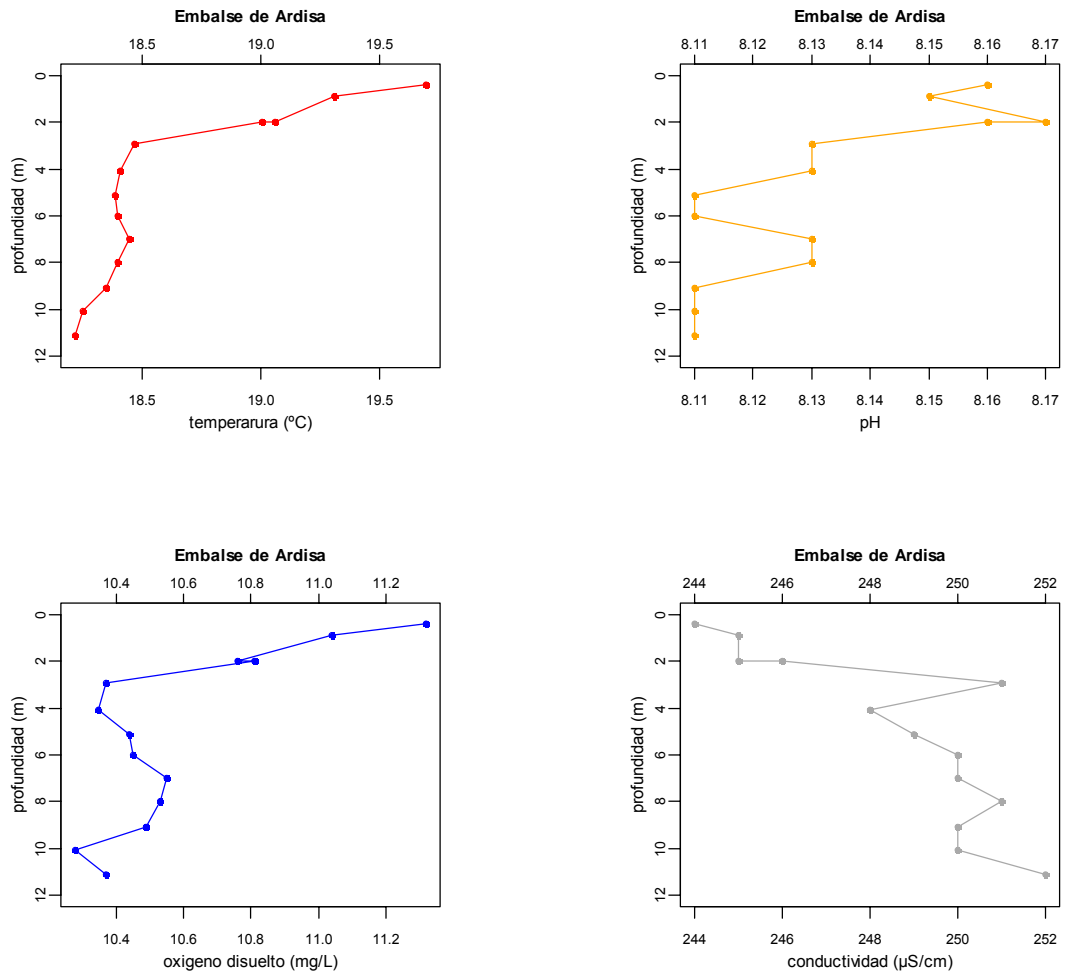 Embalse de Ardisa
18.5 19.0 19.5
profundidad (m)
0 2 4 6 8 10 12
18.5 19.0 19.5
temperarura (ºC)
Embalse de Ardisa
8.11 8.12 8.13 8.14 8.15 8.16 8.17
profundidad (m)
0 2 4 6 8 10 12
8.11 8.12 8.13 8.14 8.15 8.16 8.17
pH
Embalse de Ardisa
10.4 10.6 10.8 11.0 11.2
profundidad (m)
0 2 4 6 8 10 12
10.4 10.6 10.8 11.0 11.2
oxigeno disuelto (mg/L)
Embalse de Ardisa
244 246 248 250 252
profundidad (m)
0 2 4 6 8 10 12
244 246 248 250 252
conductividad (µS/cm)